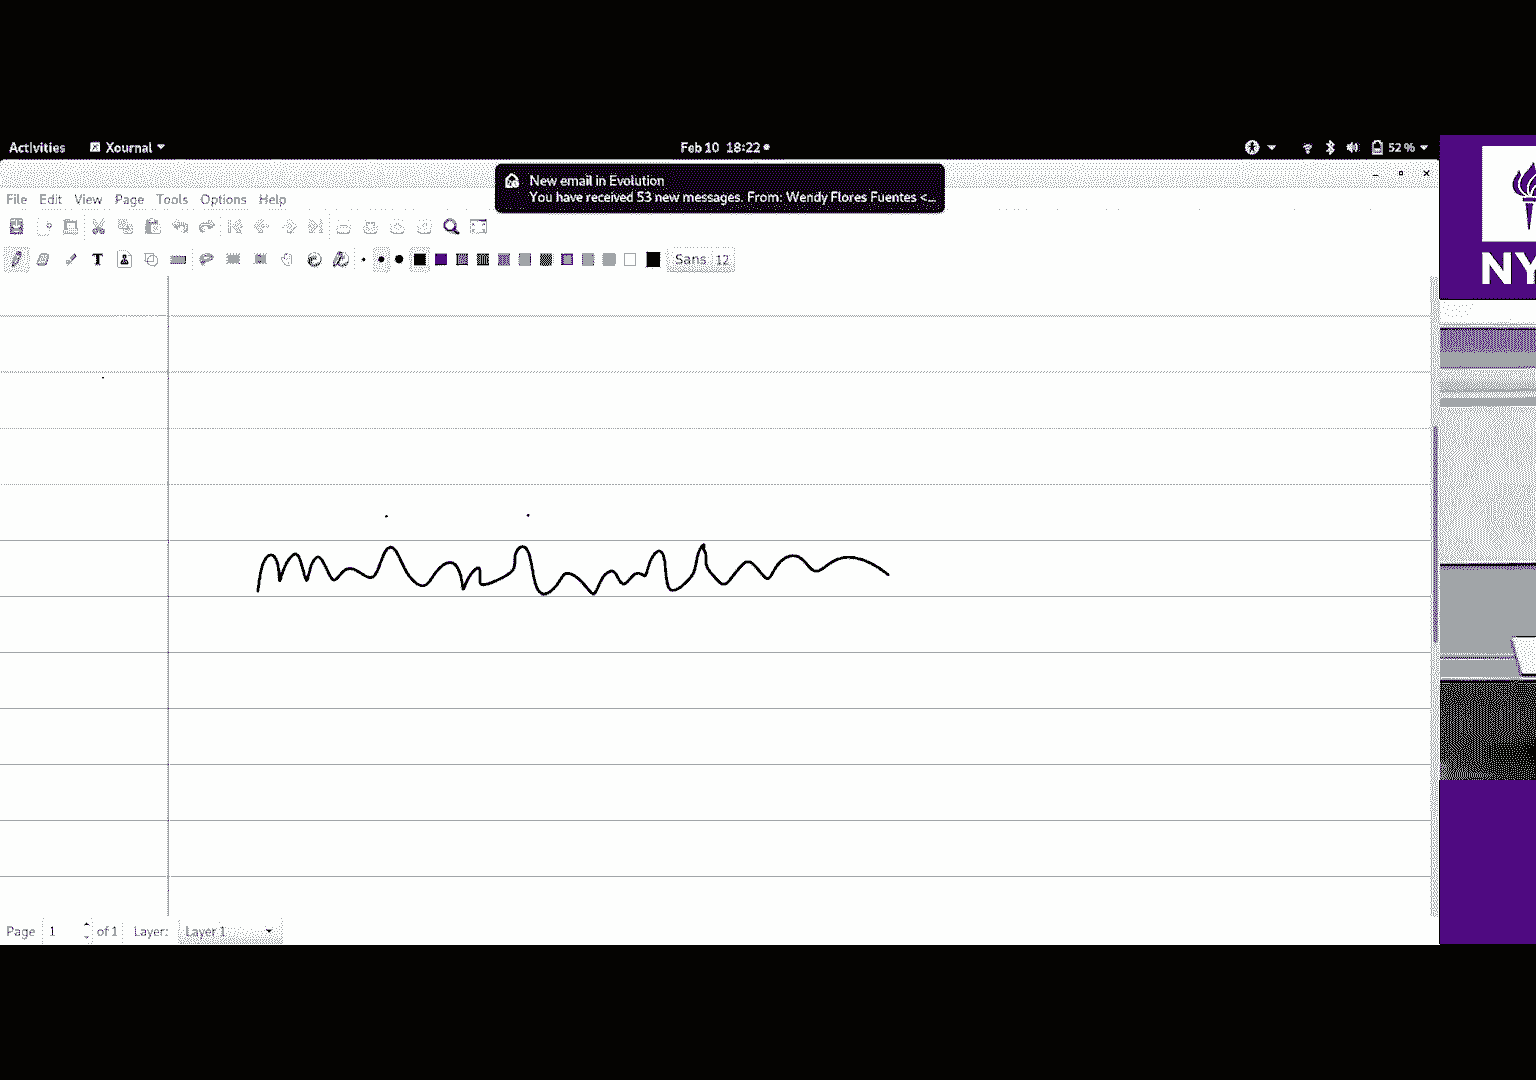 Activities Xournal Feb 10 18:22 52 %
New email in Evolution
You have received 53 new messages. From: Wendy Flores Fuentes <...
File Edit View Page Tools Options Help
T Sans 12
NY
Page 1 of 1 Layer: Layer 1